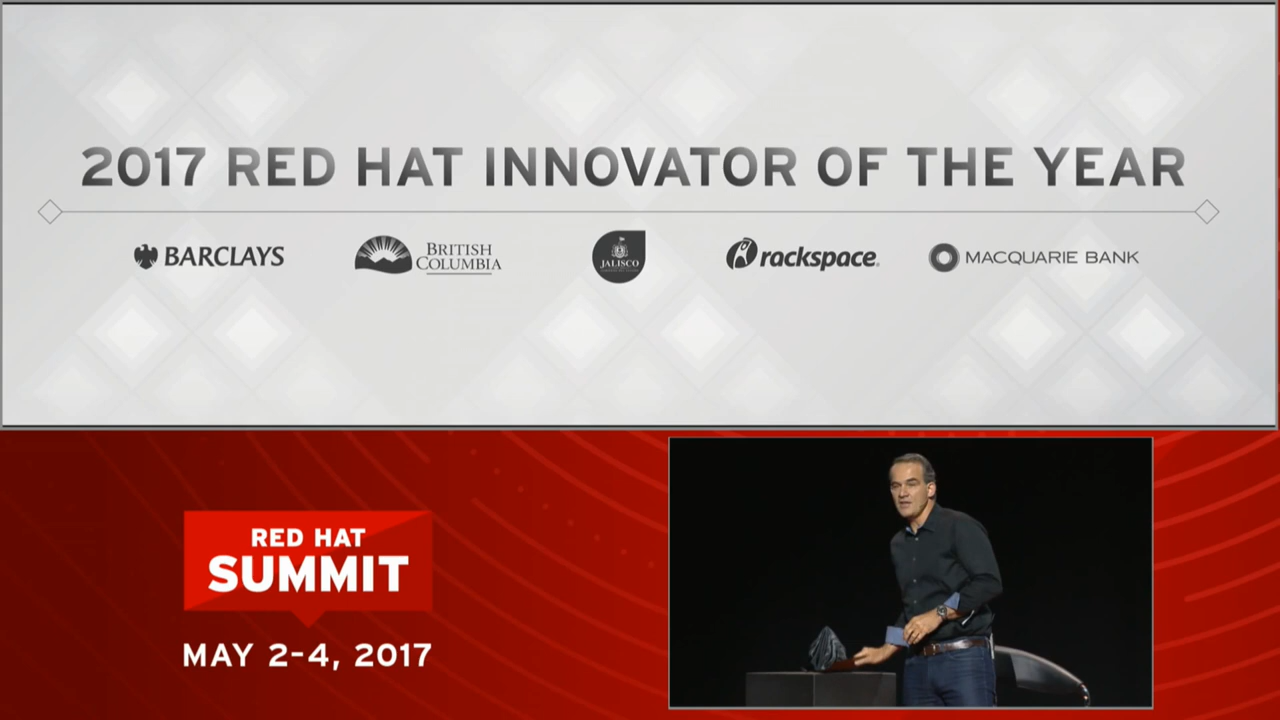 2017 RED HAT INNOVATOR OF THE YEAR
BARCLAYS
BRITISH
COLUMBIA
JALISCO
rackspace®
MACQUARIE BANK
RED HAT
SUMMIT
MAY 2-4, 2017